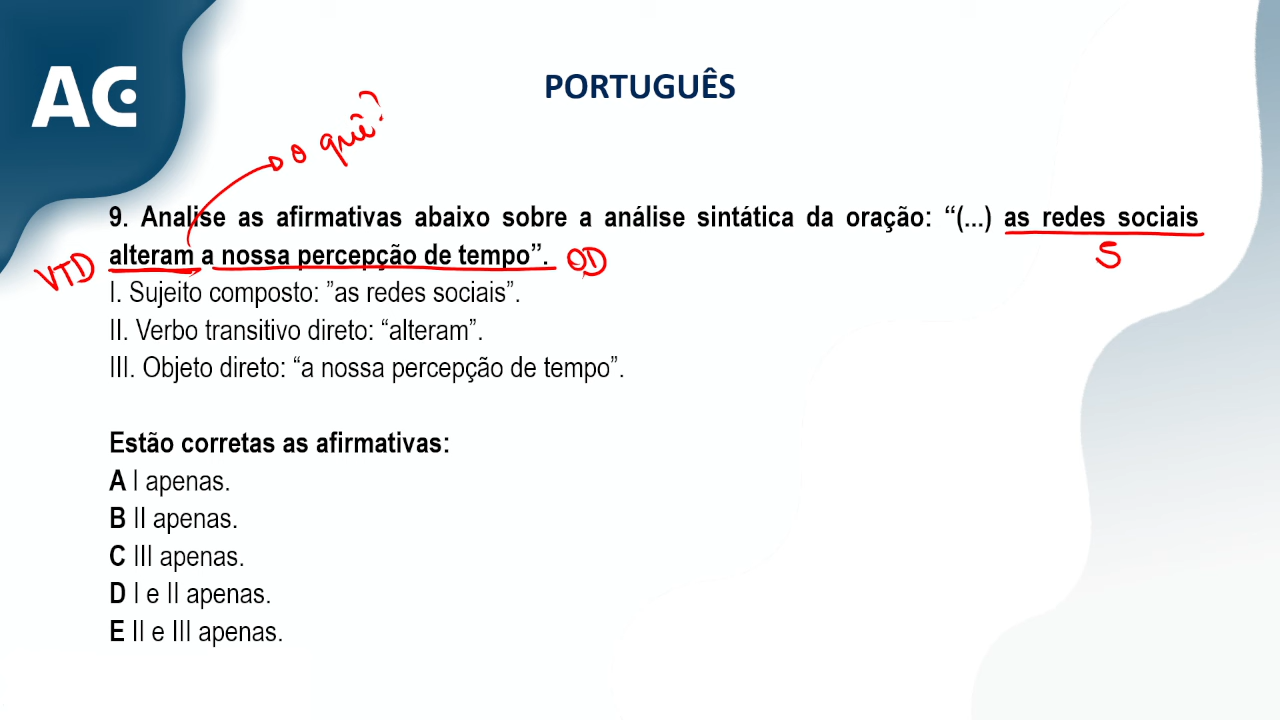 AC
PORTUGUÊS
o quê?
9. Analise as afirmativas abaixo sobre a análise sintática da oração: “(...) as redes sociais
S
VTD alteram a nossa percepção de tempo”. OD
I. Sujeito composto: ”as redes sociais”.
II. Verbo transitivo direto: “alteram”.
III. Objeto direto: “a nossa percepção de tempo”.
Estão corretas as afirmativas:
A I apenas.
B II apenas.
C III apenas.
D I e II apenas.
E II e III apenas.